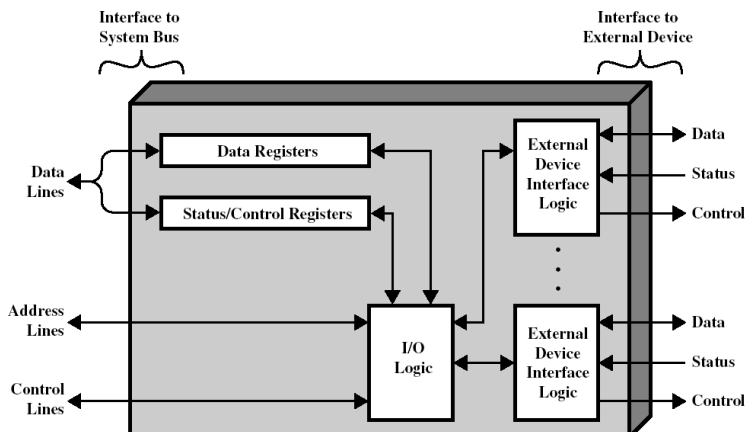 Interface to
System Bus
Interface to
External Device
Data
Lines
Data Registers
Status/Control Registers
External
Device
Interface
Logic
Data
Status
Control
Address
Lines
Control
Lines
I/O
Logic
External
Device
Interface
Logic
Data
Status
Control